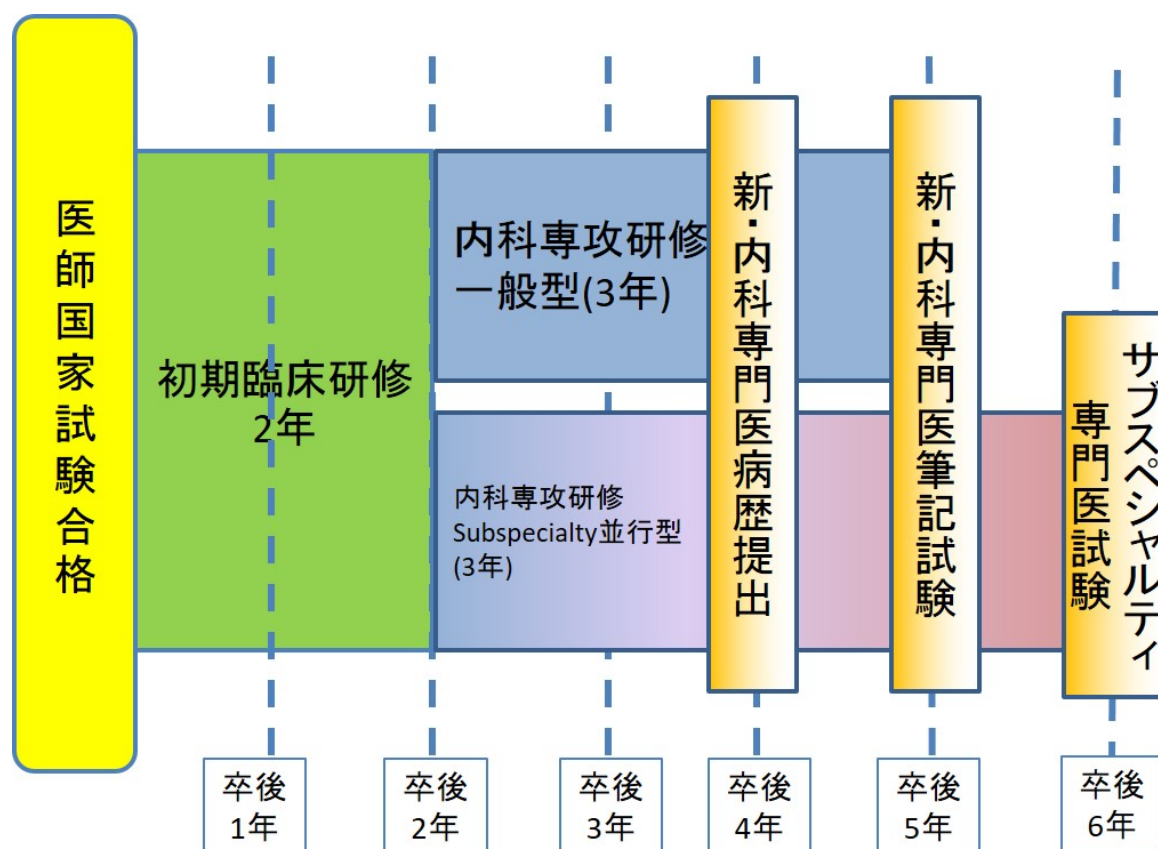 医師国家試験合格
初期臨床研修
2年
内科専攻研修
一般型(3年)
内科専攻研修
Subspecialty並行型
(3年)
新・内科専門医病歴提出
新・内科専門医筆記試験
サブスペシャルティ
専門医試験
卒後
1年
卒後
2年
卒後
3年
卒後
4年
卒後
5年
卒後
6年